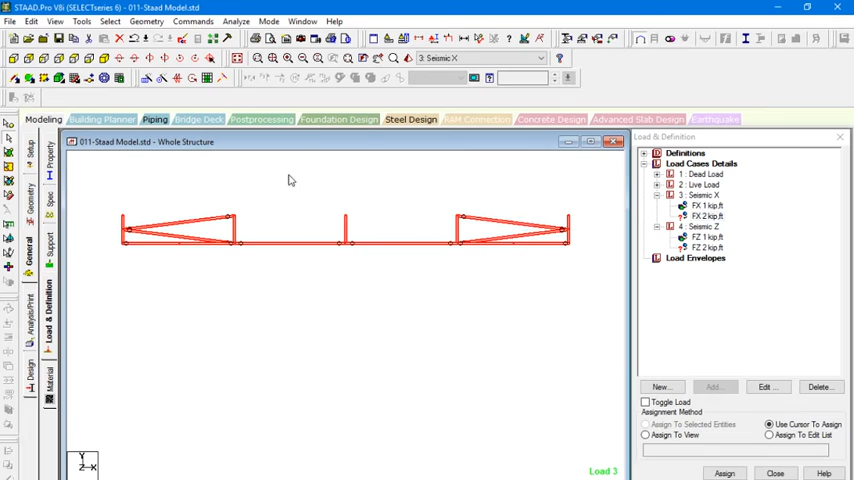 STAAD.Pro V8i (SELECTseries 6) - 011-Staad Model.std
File Edit View Tools Select Geometry Commands Analyze Mode Window Help
3: Seismic X
Modeling Building Planner Piping Bridge Deck Postprocessing Foundation Design Steel Design RAM Connection Concrete Design Advanced Slab Design Earthquake
011-Staad Model.std - Whole Structure
Setup
Geometry
General
Analysis/Print
Design
Property
Spec
Support
Load & Definition
Material
Y
Z X
Load 3
Load & Definition
Definitions
Load Cases Details
1 : Dead Load
2 : Live Load
3 : Seismic X
FX 1 kip,ft
FX 2 kip,ft
4 : Seismic Z
FZ 1 kip,ft
FZ 2 kip,ft
Load Envelopes
New... Add... Edit ... Delete...
Toggle Load
Assignment Method
Assign To Selected Entities Use Cursor To Assign
Assign To View Assign To Edit List
Assign Close Help